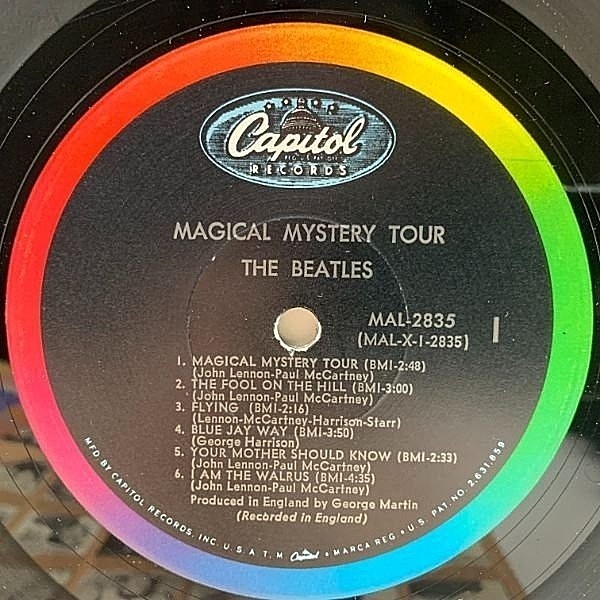 Capitol
RECORDS
MAGICAL MYSTERY TOUR
THE BEATLES
MAL-2835
(MAL-X-1-2835)
1
1. MAGICAL MYSTERY TOUR (BMI-2:48)
(John Lennon-Paul McCartney)
2. THE FOOL ON THE HILL (BMI-3:00)
(John Lennon-Paul McCartney)
3. FLYING (BMI-2:16)
(Lennon-McCartney-Harrison-Starr)
4. BLUE JAY WAY (BMI-3:50)
(George Harrison)
5. YOUR MOTHER SHOULD KNOW (BMI-2:33)
(John Lennon-Paul McCartney)
6. I AM THE WALRUS (BMI-4:35)
(John Lennon-Paul McCartney)
Produced in England by George Martin
(Recorded in England)
MFD. BY CAPITOL RECORDS, INC. U.S.A. T.M. Capitol • MARCA REG. • U.S. PAT. NO. 2,631,859